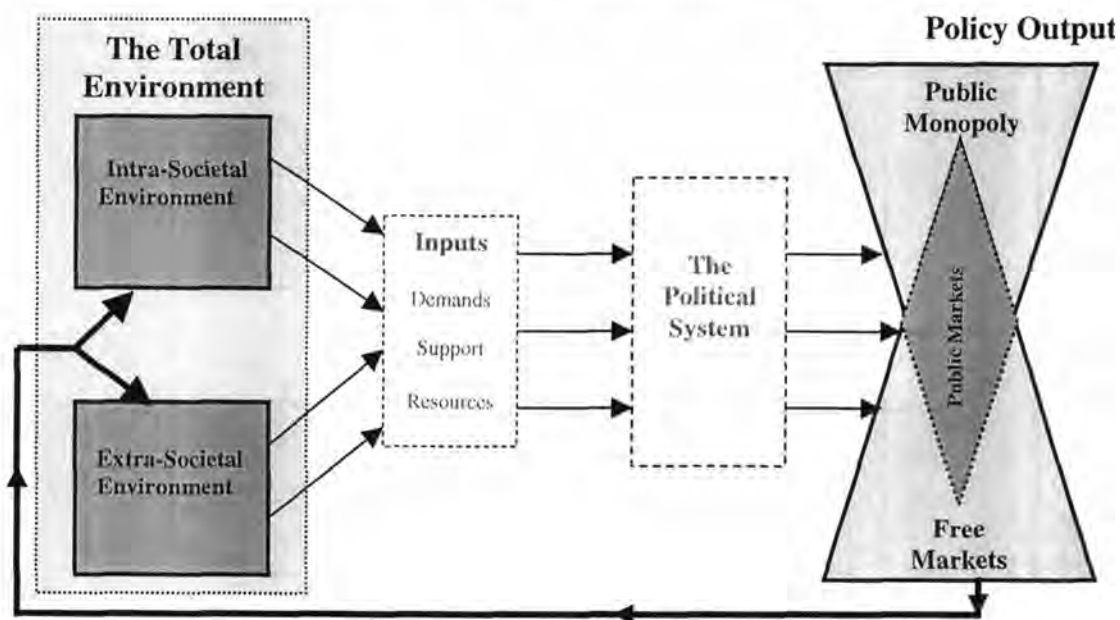 The Total
Environment
Intra-Societal
Environment
Extra-Societal
Environment
Inputs
Demands
Support
Resources
The
Political
System
Policy Output
Public
Monopoly
Public Markets
Free
Markets